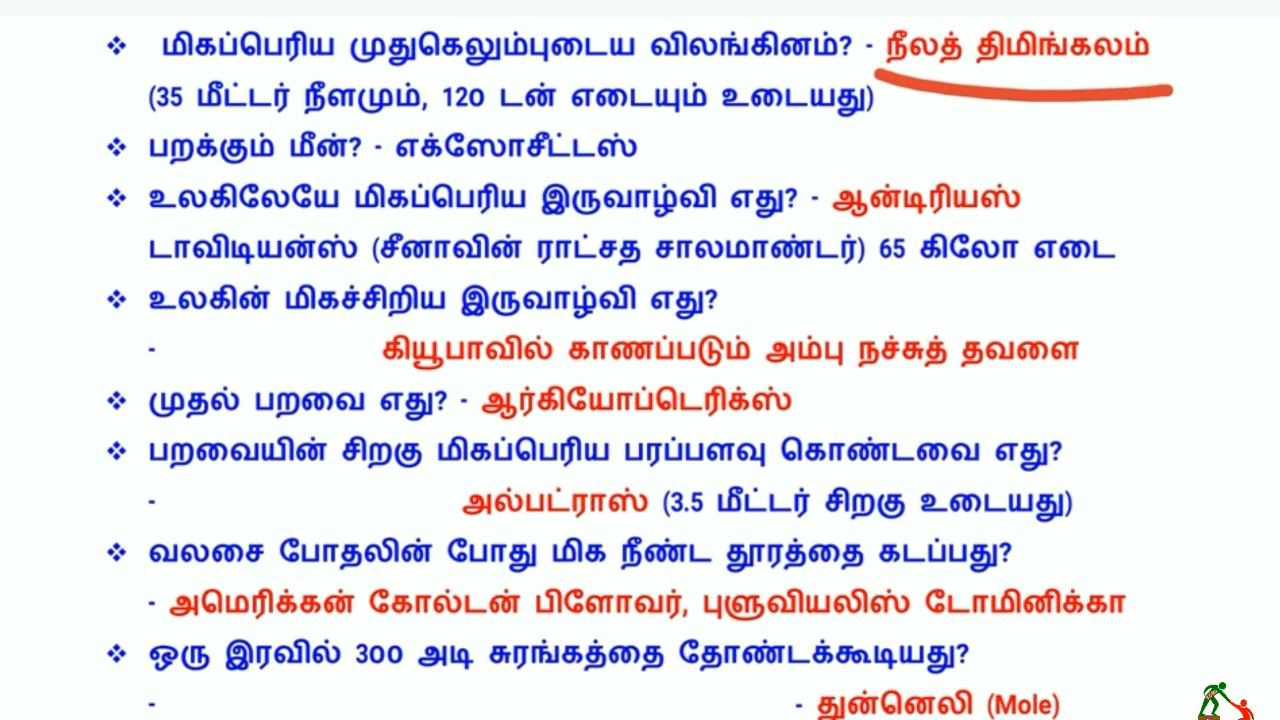 ❖ மிகப்பெரிய முதுகெலும்புடைய விலங்கினம்? - நீலத் திமிங்கலம்
(35 மீட்டர் நீளமும், 120 டன் எடையும் உடையது)
❖ பறக்கும் மீன்? - எக்ஸோசீட்டஸ்
❖ உலகிலேயே மிகப்பெரிய இருவாழ்வி எது? - ஆன்டிரியஸ்
டாவிடியன்ஸ் (சீனாவின் ராட்சத சாலமாண்டர்) 65 கிலோ எடை
❖ உலகின் மிகச்சிறிய இருவாழ்வி எது?
- கியூபாவில் காணப்படும் அம்பு நச்சுத் தவளை
❖ முதல் பறவை எது? - ஆர்கியோப்டெரிக்ஸ்
❖ பறவையின் சிறகு மிகப்பெரிய பரப்பளவு கொண்டவை எது?
- அல்பட்ராஸ் (3.5 மீட்டர் சிறகு உடையது)
❖ வலசை போதலின் போது மிக நீண்ட தூரத்தை கடப்பது?
- அமெரிக்கன் கோல்டன் பிளோவர், புளுவியலிஸ் டோமினிக்கா
❖ ஒரு இரவில் 300 அடி சுரங்கத்தை தோண்டக்கூடியது?
- - துன்னெலி (Mole)